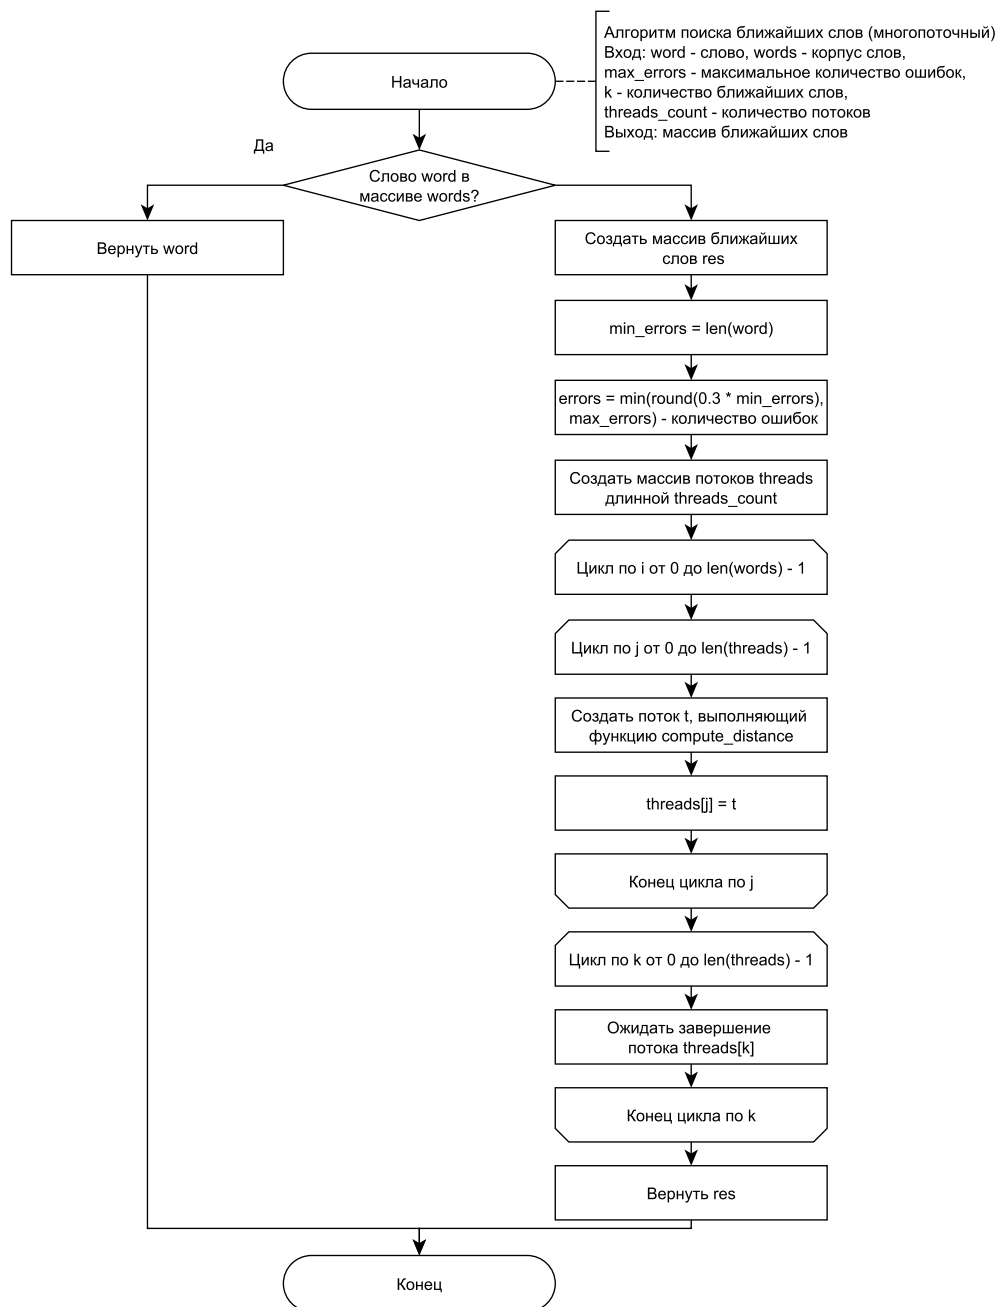 Алгоритм поиска ближайших слов (многопоточный)
Вход: word - слово, words - корпус слов,
max_errors - максимальное количество ошибок,
k - количество ближайших слов,
threads_count - количество потоков
Выход: массив ближайших слов
Начало
Да
Слово word в
массиве words?
Вернуть word
Создать массив ближайших
слов res
min_errors = len(word)
errors = min(round(0.3 * min_errors),
max_errors) - количество ошибок
Создать массив потоков threads
длинной threads_count
Цикл по i от 0 до len(words) - 1
Цикл по j от 0 до len(threads) - 1
Создать поток t, выполняющий
функцию compute_distance
threads[j] = t
Конец цикла по j
Цикл по k от 0 до len(threads) - 1
Ожидать завершение
потока threads[k]
Конец цикла по k
Вернуть res
Конец